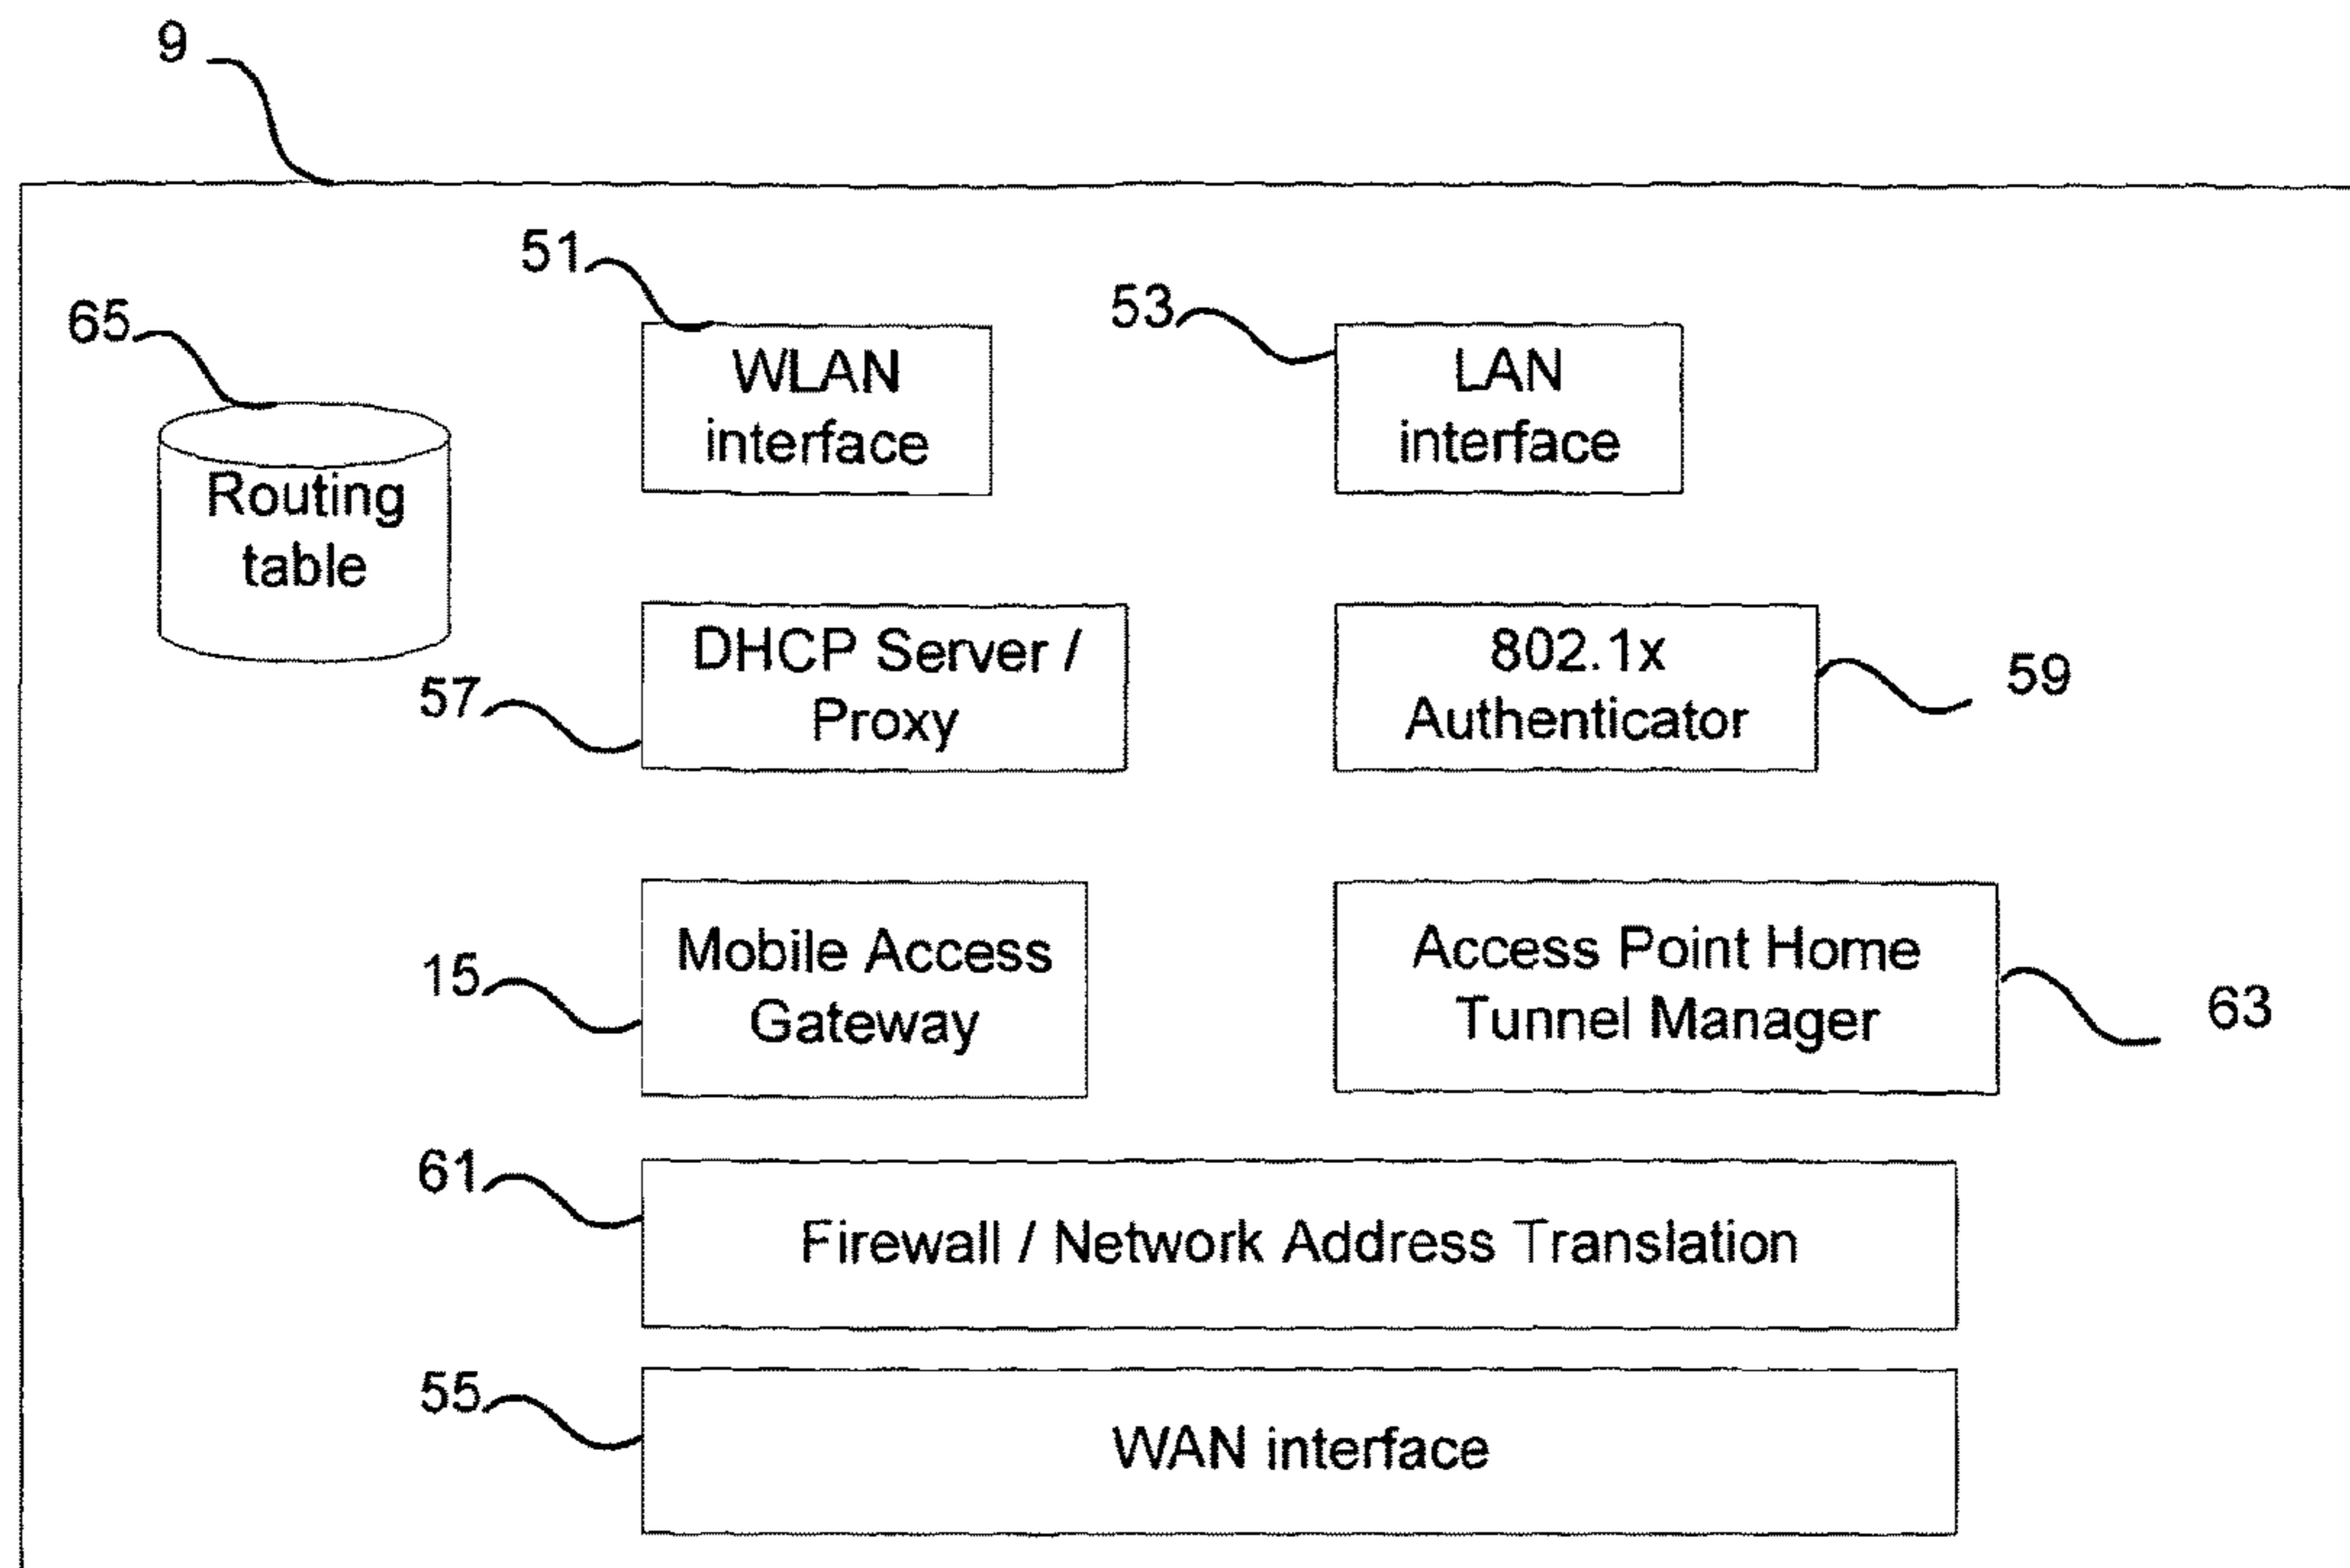 9
51
53
65
WLAN
interface
LAN
interface
Routing
table
57
DHCP Server /
Proxy
802.1x
Authenticator
59
15
Mobile Access
Gateway
Access Point Home
Tunnel Manager
63
61
Firewall / Network Address Translation
55
WAN interface